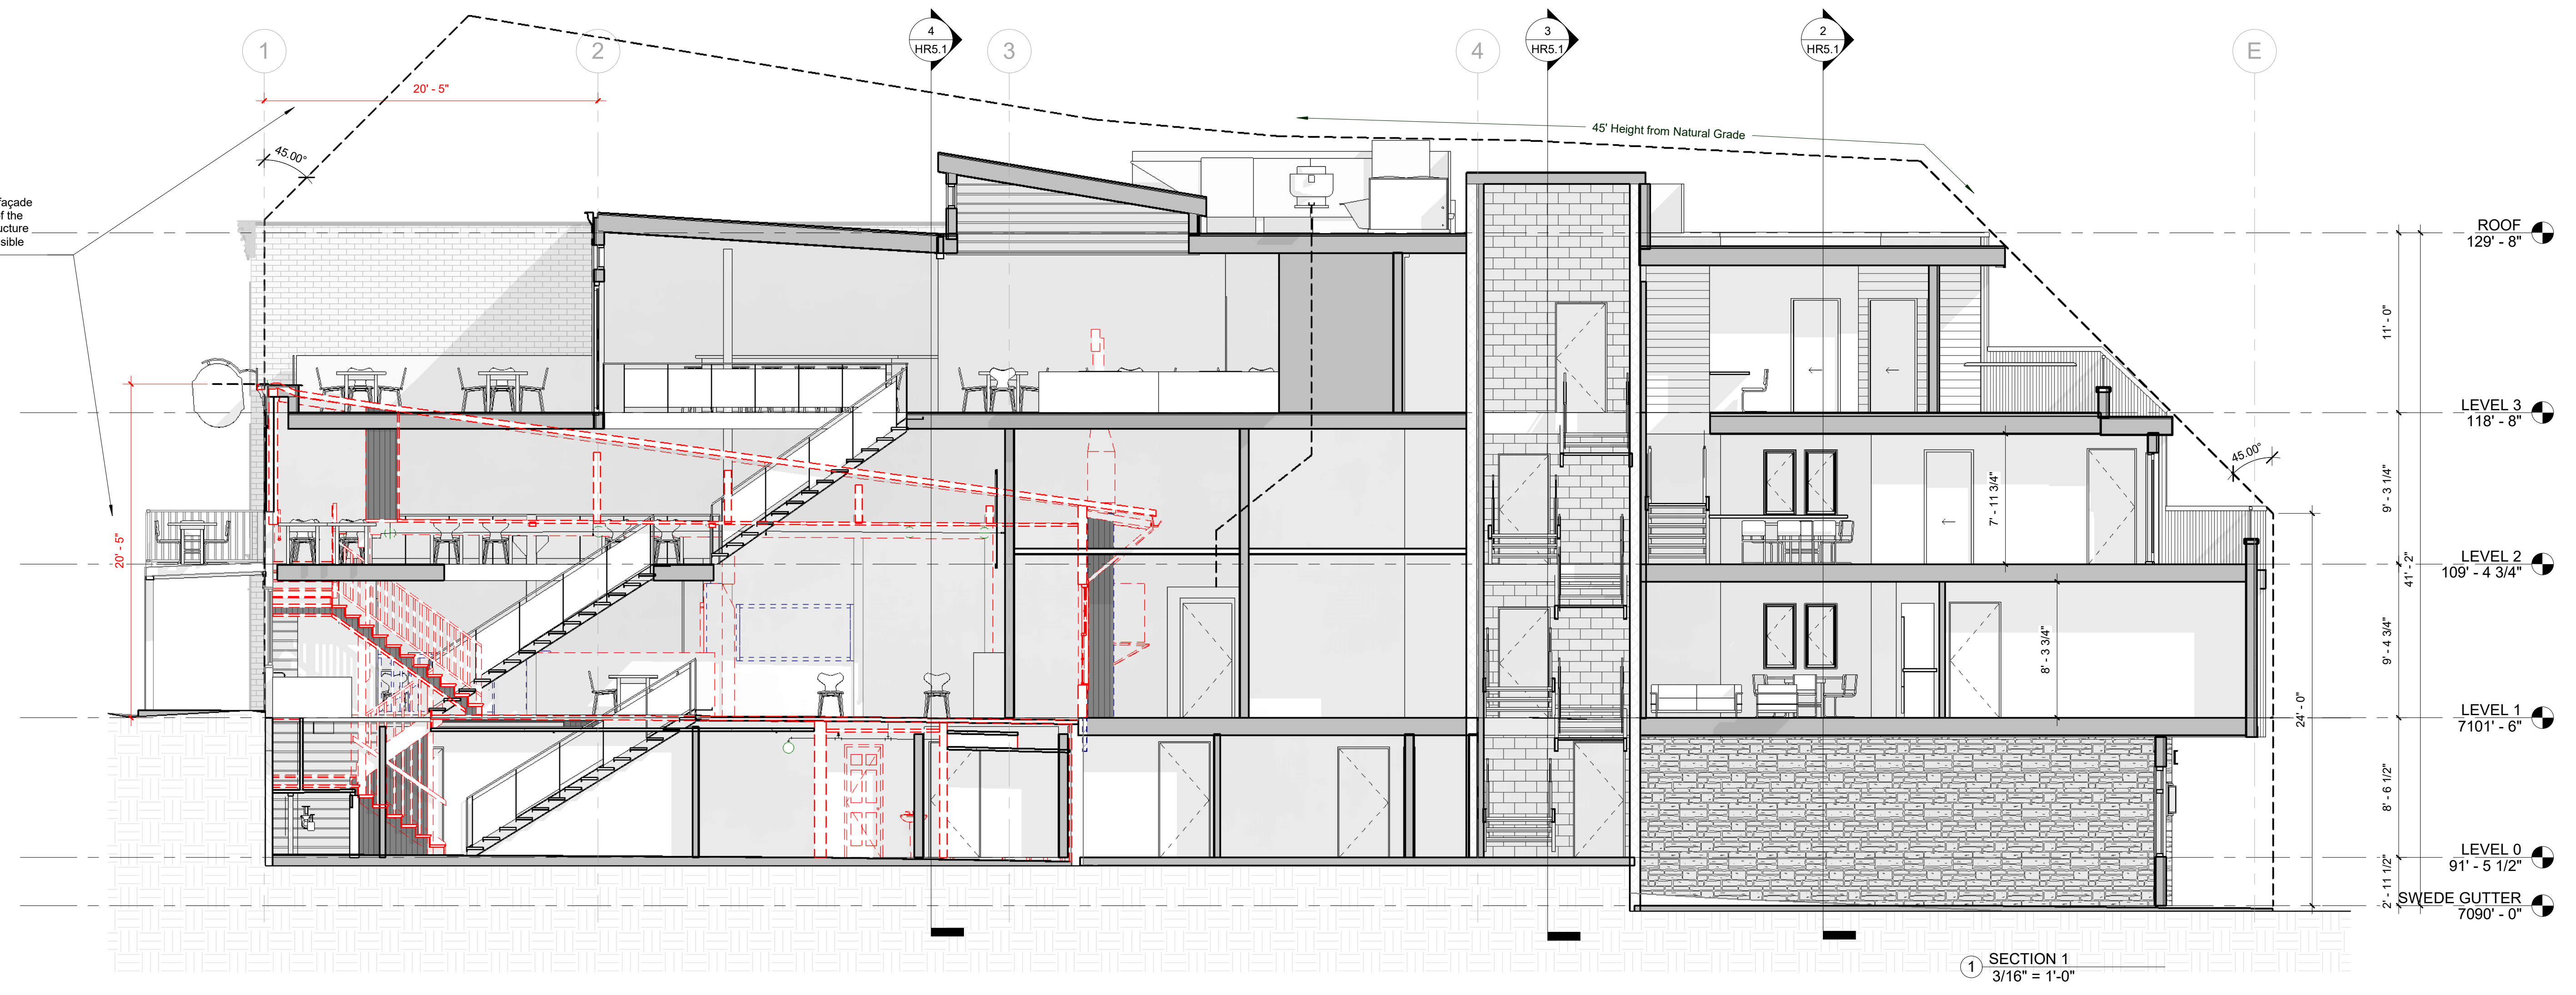 1
2
4
HR5.1
3
4
3
HR5.1
2
HR5.1
E
20' - 5"
45.00°
45' Height from Natural Grade
façade
of the
ucture
sible
ROOF
129' - 8"
11' - 0"
LEVEL 3
118' - 8"
45.00°
20' - 5"
7' - 11 3/4"
9' - 3 1/4"
41' - 2"
LEVEL 2
109' - 4 3/4"
8' - 3 3/4"
9' - 4 3/4"
24' - 0"
LEVEL 1
7101' - 6"
8' - 6 1/2"
LEVEL 0
91' - 5 1/2"
2' - 11 1/2"
SWEDE GUTTER
7090' - 0"
1
SECTION 1
3/16" = 1'-0"